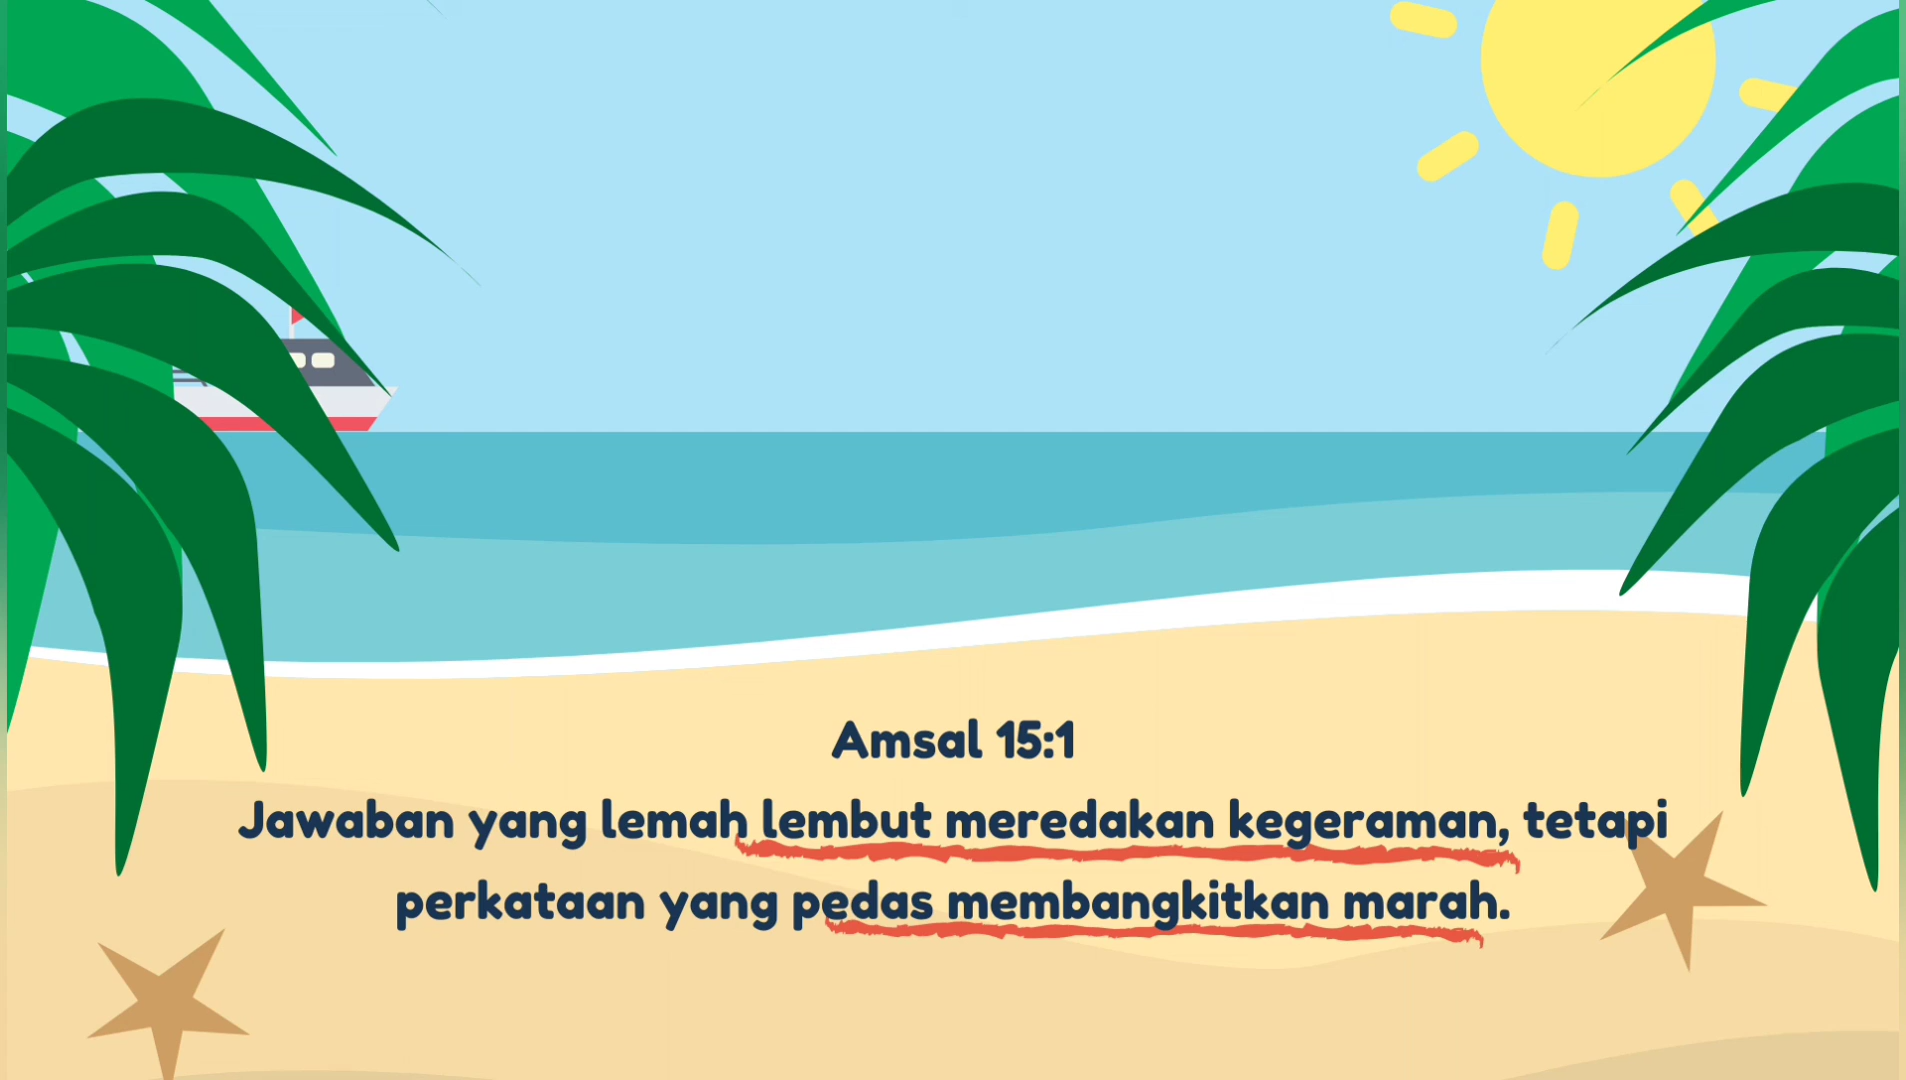 Amsal 15:1
Jawaban yang lemah lembut meredakan kegeraman, tetapi
perkataan yang pedas membangkitkan marah.